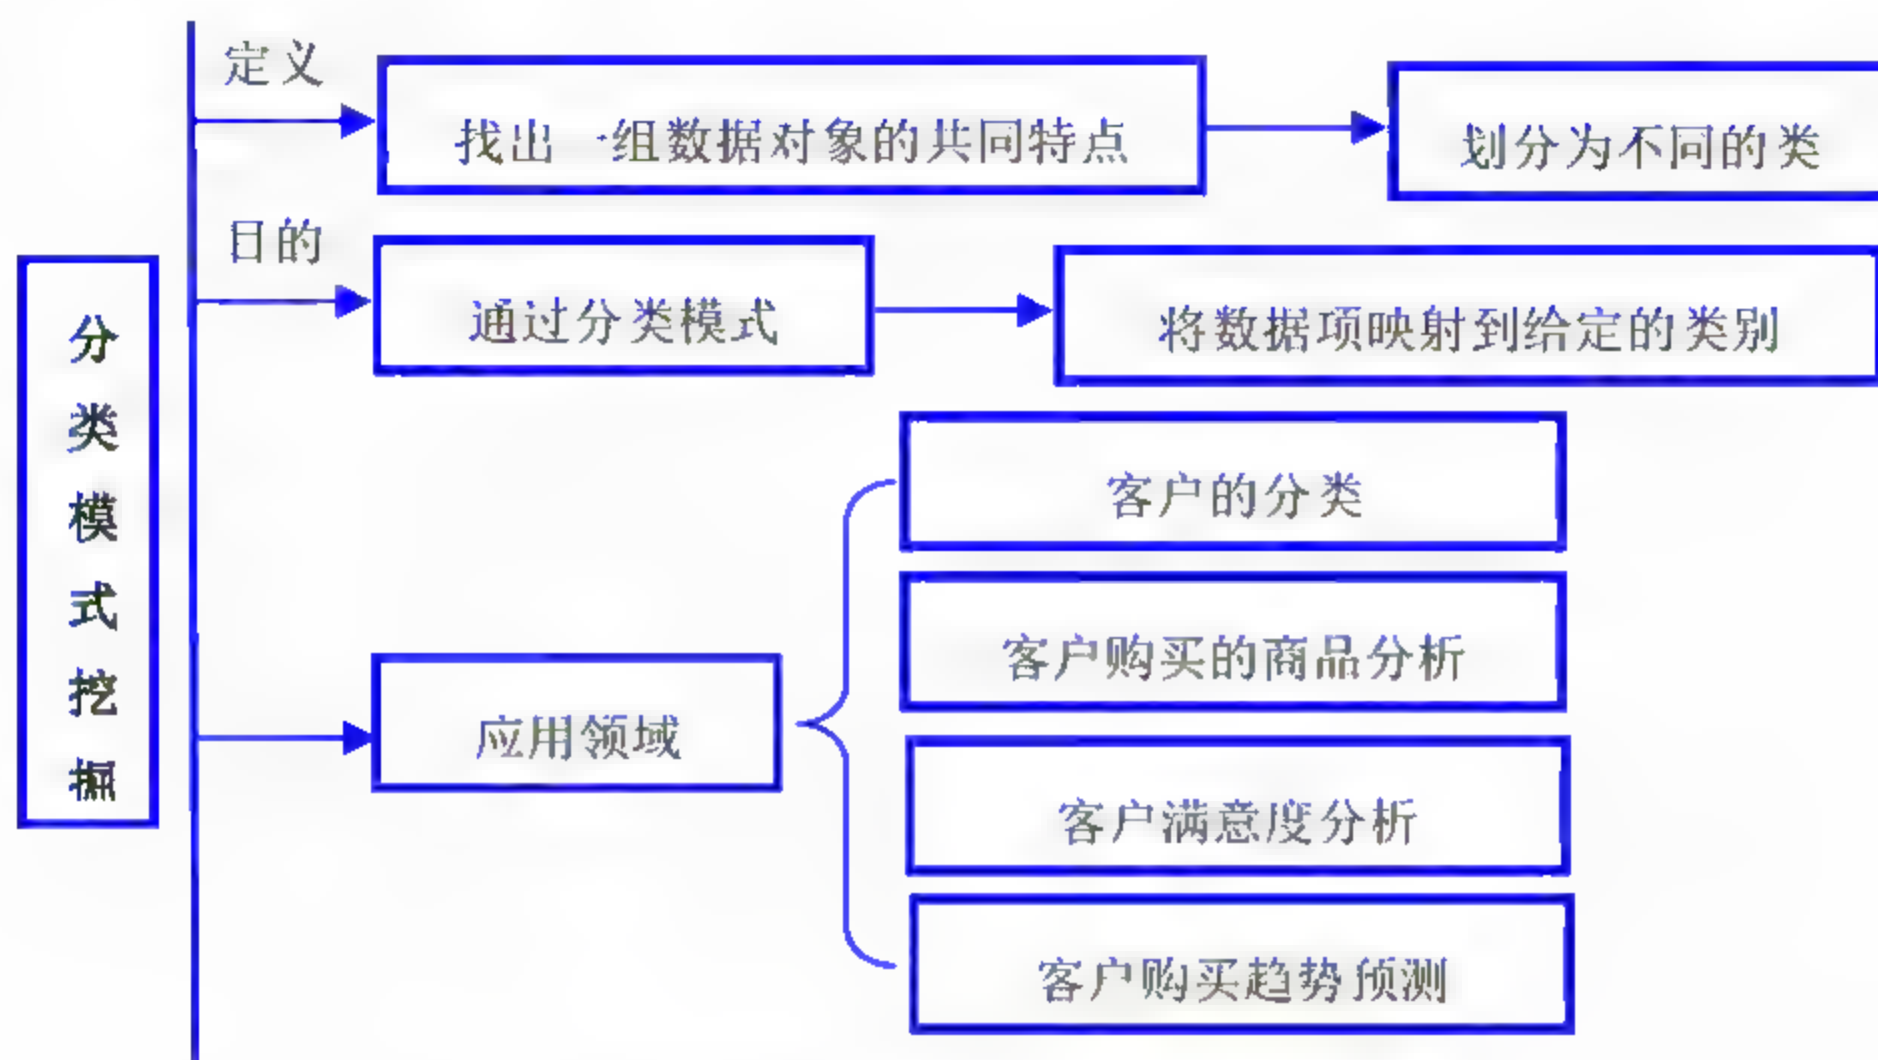 分类模式挖掘
定义
找出一组数据对象的共同特点
划分为不同的类
目的
通过分类模式
将数据项映射到给定的类别
应用领域
客户的分类
客户购买的商品分析
客户满意度分析
客户购买趋势预测